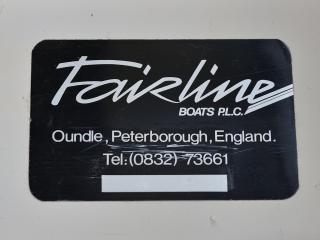 Fairline
BOATS P.L.C.
Oundle, Peterborough, England.
Tel: (0832) 73661